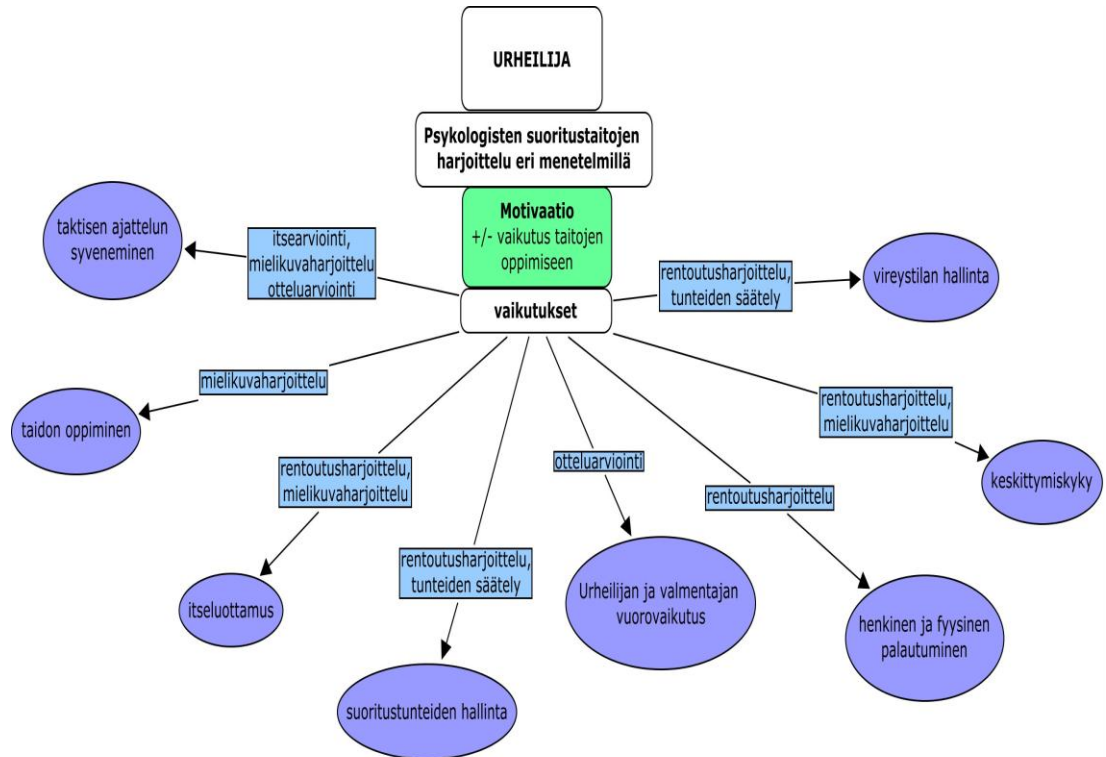 URHEILIJA
Psykologisten suoritustaitojen
harjoittelu eri menetelmillä
Motivaatio
+/- vaikutus taitojen
oppimiseen
vaikutukset
taktisen ajattelun
syveneminen
itsearviointi,
mielikuvaharjoittelu
otteluarviointi
rentoutusharjoittelu,
tunteiden säätely
vireystilan hallinta
mielikuvaharjoittelu
taidon oppiminen
rentoutusharjoittelu,
mielikuvaharjoittelu
keskittymiskyky
rentoutusharjoittelu,
mielikuvaharjoittelu
itseluottamus
otteluarviointi
Urheilijan ja valmentajan
vuorovaikutus
rentoutusharjoittelu
henkinen ja fyysinen
palautuminen
rentoutusharjoittelu,
tunteiden säätely
suoritustunteiden hallinta